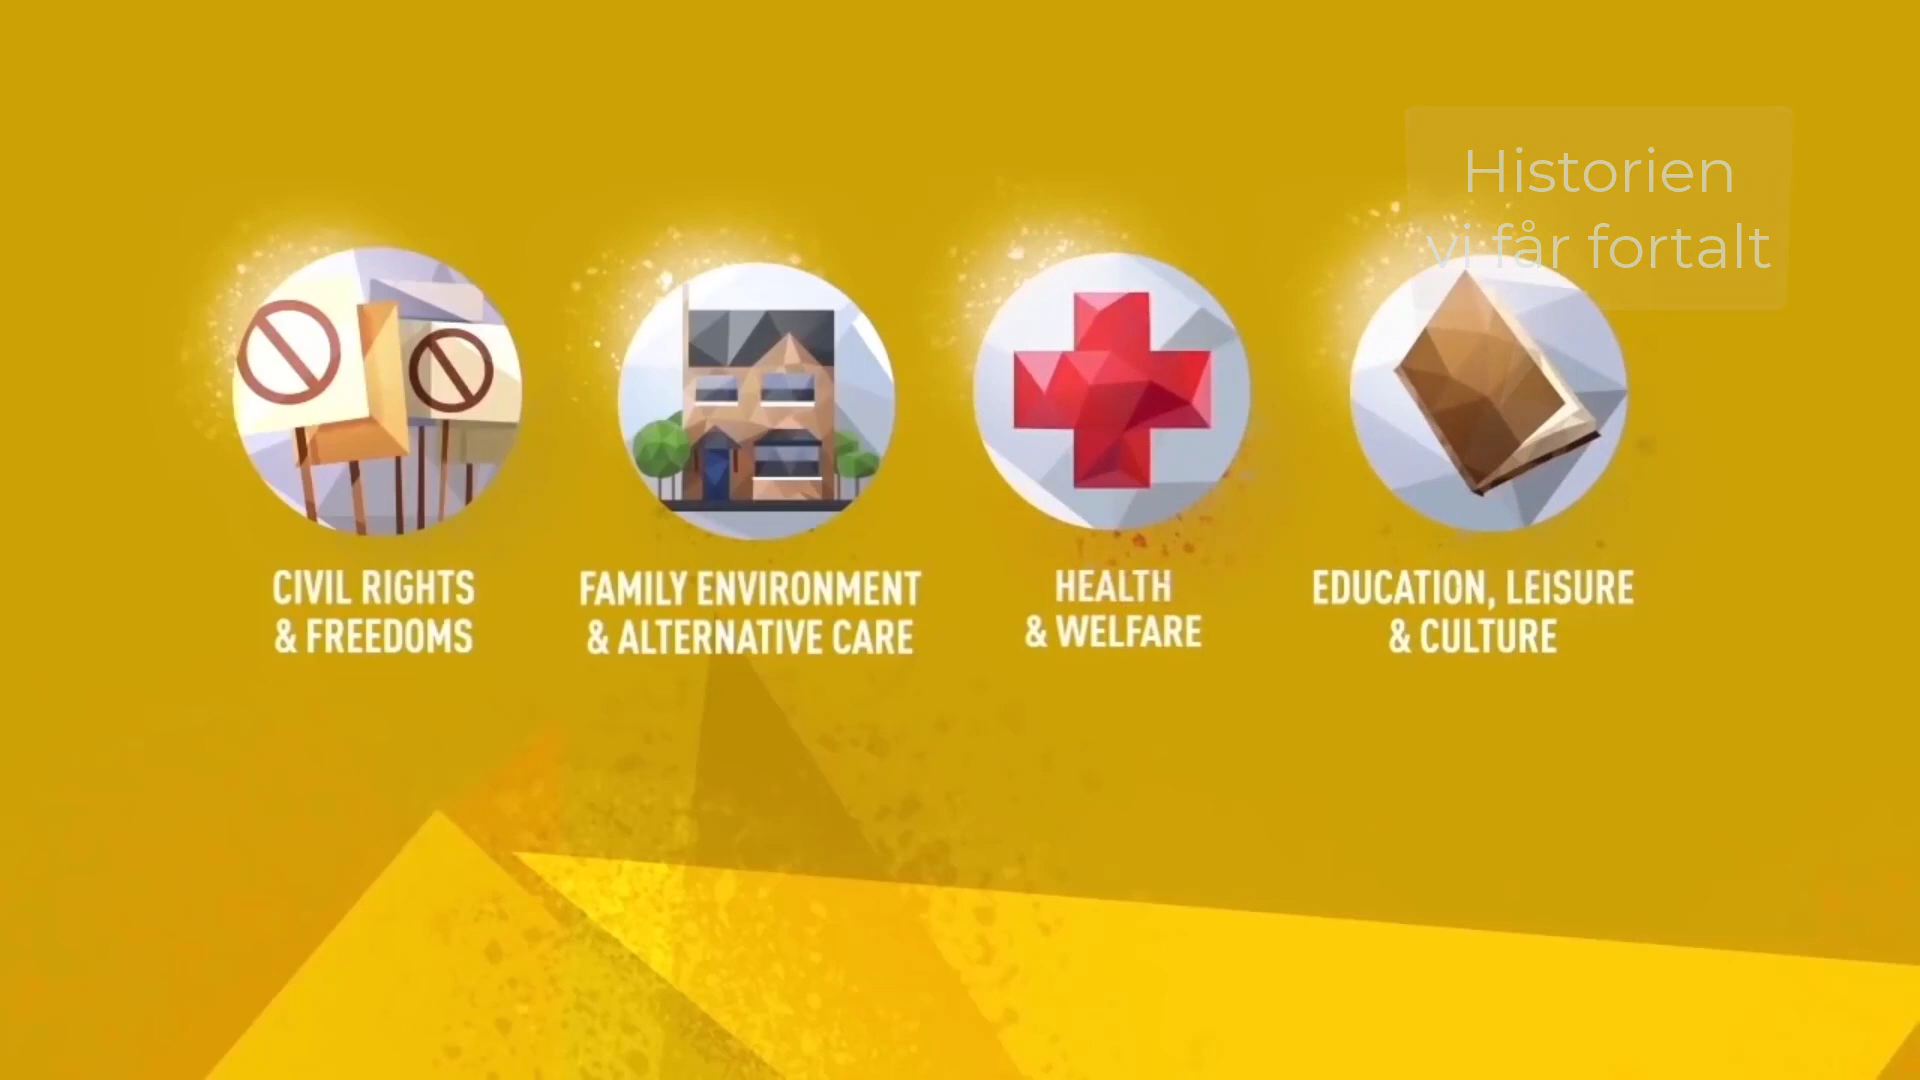 Historien
vi får fortalt
CIVIL RIGHTS
& FREEDOMS
FAMILY ENVIRONMENT
& ALTERNATIVE CARE
HEALTH
& WELFARE
EDUCATION, LEISURE
& CULTURE